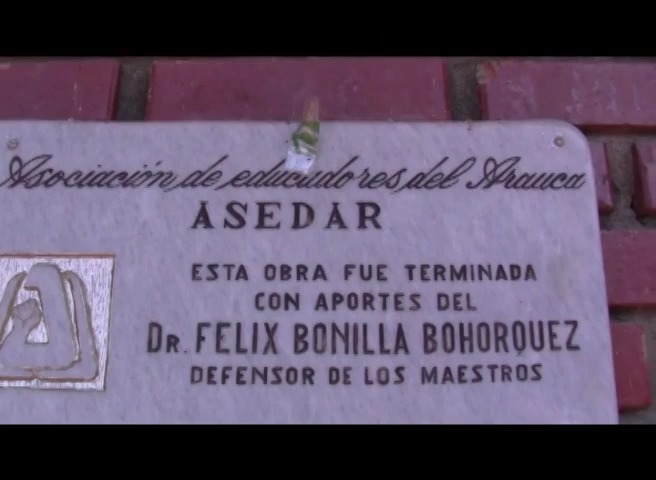 Asociación de educadores del Arauca
ASEDAR
ESTA OBRA FUE TERMINADA
CON APORTES DEL
DR. FELIX BONILLA BOHORQUEZ
DEFENSOR DE LOS MAESTROS